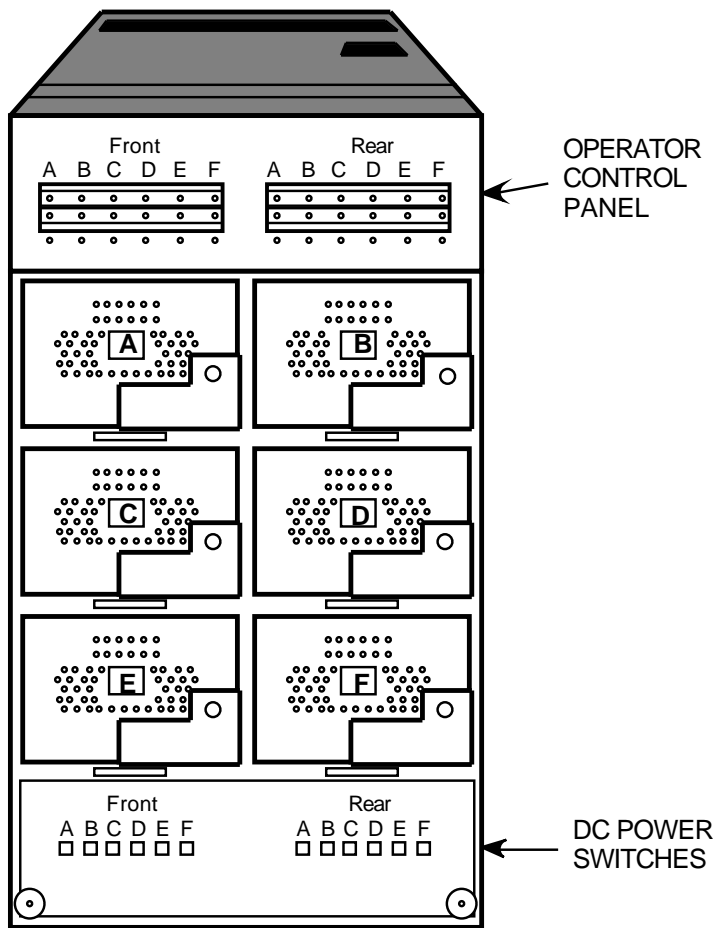 Front Rear
A B C D E F A B C D E F
OPERATOR
CONTROL
PANEL
A B
C D
E F
Front Rear
A B C D E F A B C D E F
DC POWER
SWITCHES